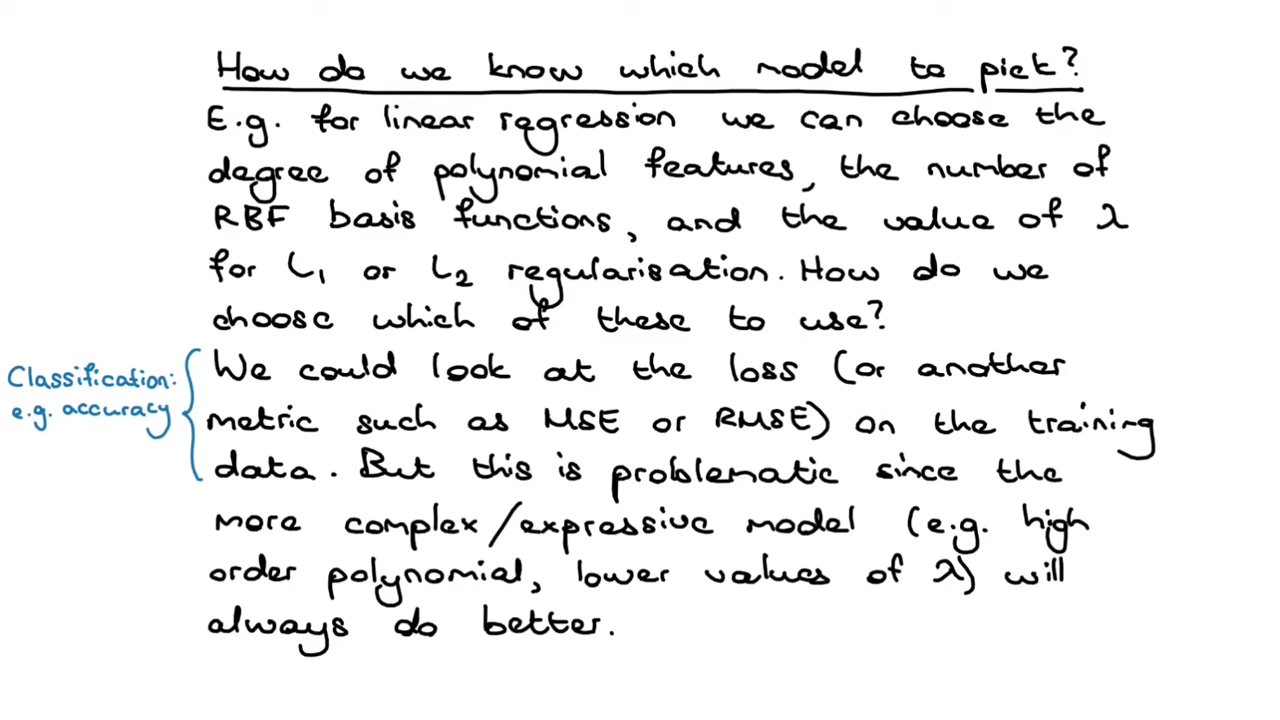 How do we know which model to pick?
E.g. for linear regression we can choose the
degree of polynomial features, the number of
RBF basis functions, and the value of λ
for L1 or L2 regularisation. How do we
choose which of these to use?
Classification:
e.g. accuracy
We could look at the loss (or another
metric such as MSE or RMSE) on the training
data. But this is problematic since the
more complex/expressive model (e.g. high
order polynomial, lower values of λ) will
always do better.